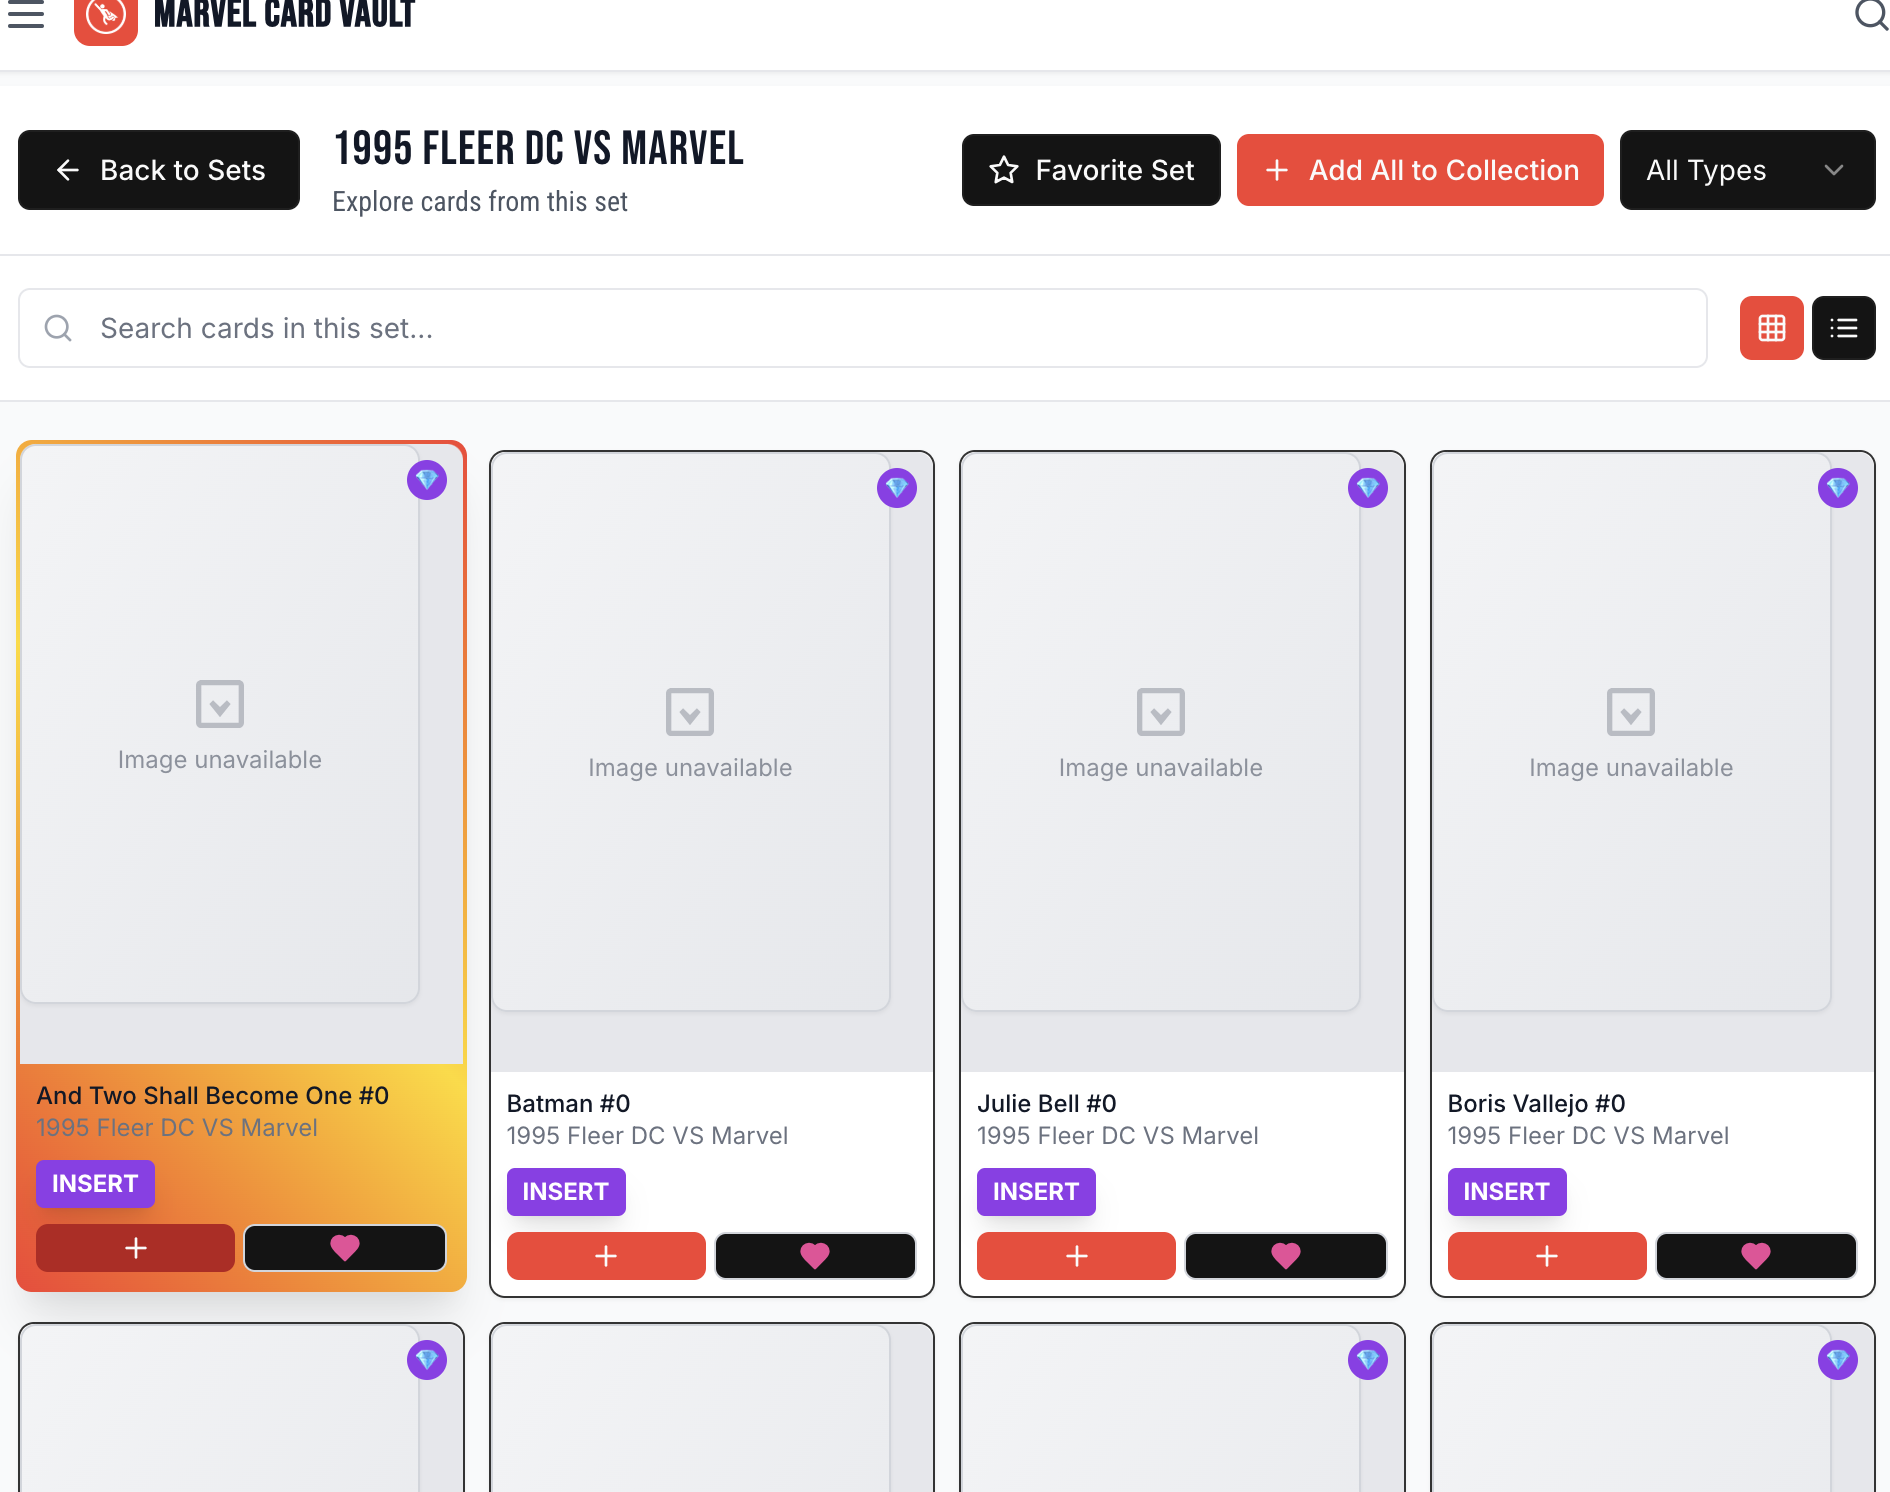 MARVEL CARD VAULT
Back to Sets
1995 FLEER DC VS MARVEL
Explore cards from this set
Favorite Set
Add All to Collection
All Types
Search cards in this set...
Image unavailable
Image unavailable
Image unavailable
Image unavailable
And Two Shall Become One #0
1995 Fleer DC VS Marvel
INSERT
Batman #0
1995 Fleer DC VS Marvel
INSERT
Julie Bell #0
1995 Fleer DC VS Marvel
INSERT
Boris Vallejo #0
1995 Fleer DC VS Marvel
INSERT